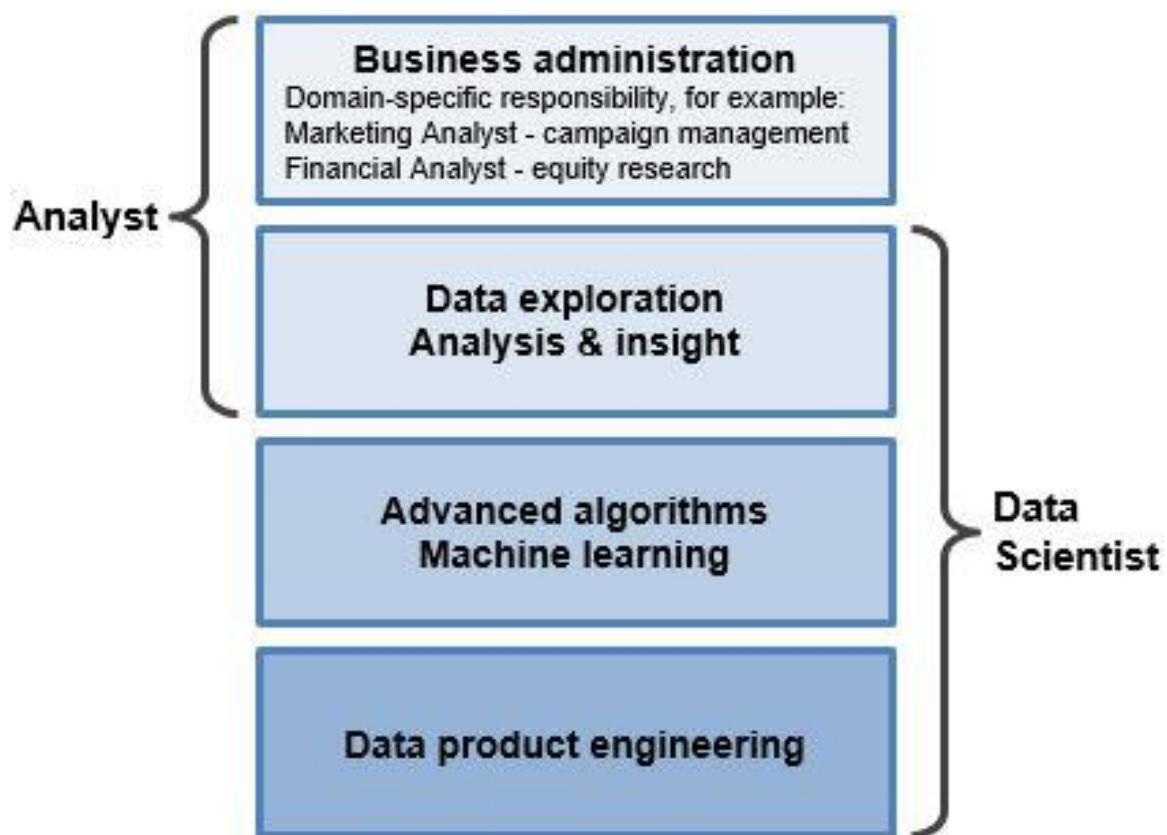 Business administration
Domain-specific responsibility, for example:
Marketing Analyst - campaign management
Financial Analyst - equity research
Analyst
Data exploration
Analysis & insight
Advanced algorithms
Machine learning
Data
Scientist
Data product engineering